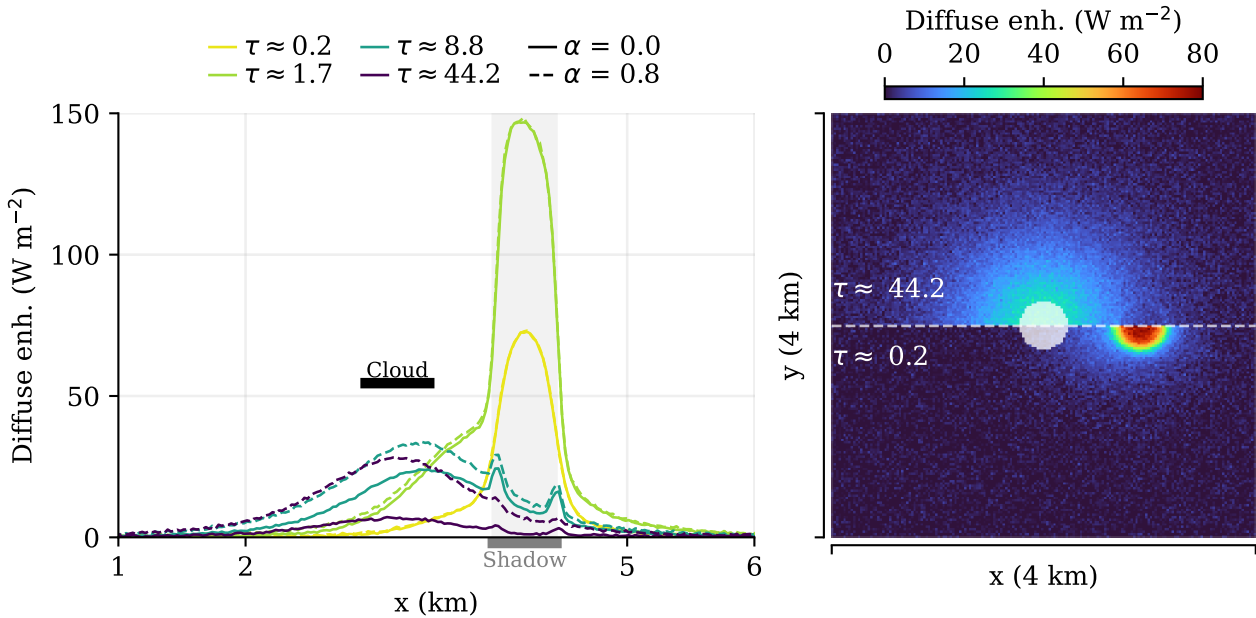 τ ≈ 0.2 τ ≈ 8.8 α = 0.0
τ ≈ 1.7 τ ≈ 44.2 α = 0.8
150
100
50
0
Diffuse enh. (W m⁻²)
Cloud
Shadow
1 2 5 6
x (km)
Diffuse enh. (W m⁻²)
0 20 40 60 80
τ ≈ 44.2
τ ≈ 0.2
y (4 km)
x (4 km)